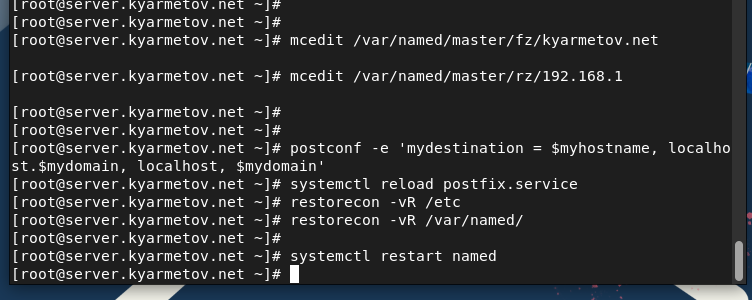 [root@server.kyarmetov.net ~]#
[root@server.kyarmetov.net ~]#
[root@server.kyarmetov.net ~]# mcedit /var/named/master/fz/kyarmetov.net
[root@server.kyarmetov.net ~]# mcedit /var/named/master/rz/192.168.1
[root@server.kyarmetov.net ~]#
[root@server.kyarmetov.net ~]#
[root@server.kyarmetov.net ~]# postconf -e 'mydestination = $myhostname, localho
st.$mydomain, localhost, $mydomain'
[root@server.kyarmetov.net ~]# systemctl reload postfix.service
[root@server.kyarmetov.net ~]# restorecon -vR /etc
[root@server.kyarmetov.net ~]# restorecon -vR /var/named/
[root@server.kyarmetov.net ~]#
[root@server.kyarmetov.net ~]# systemctl restart named
[root@server.kyarmetov.net ~]#